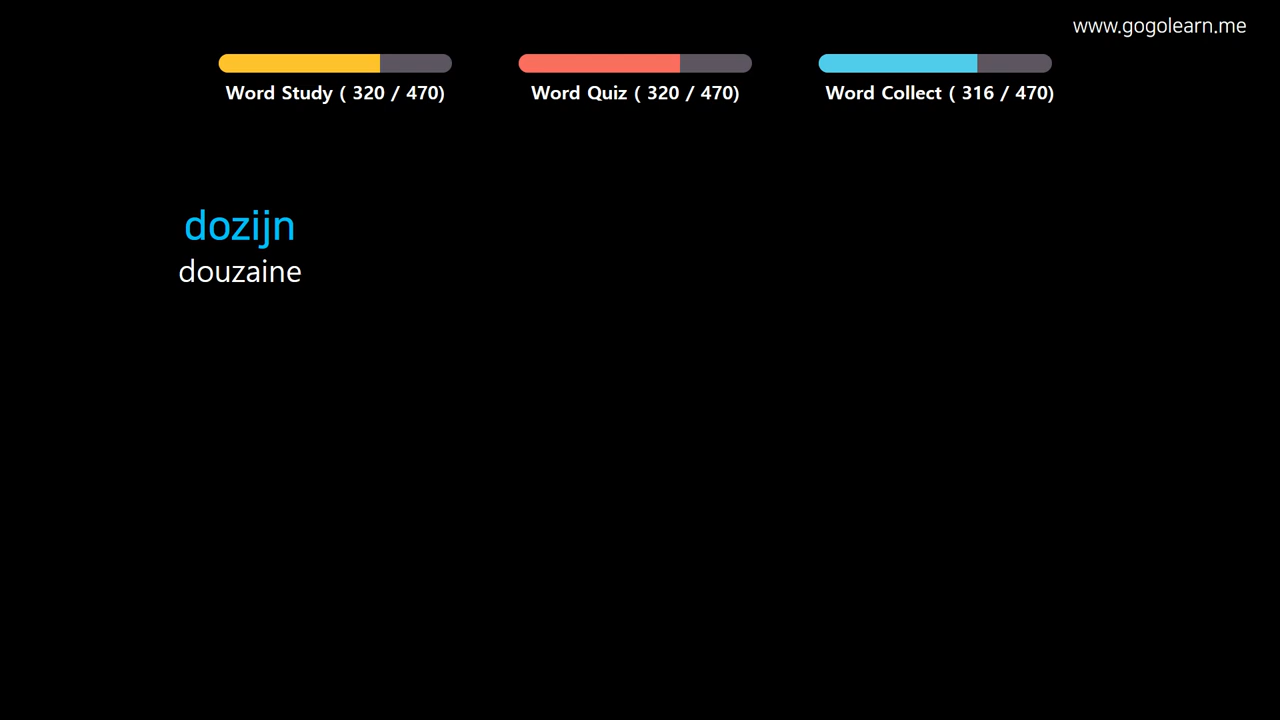 www.gogolearn.me
Word Study ( 320 / 470)
Word Quiz ( 320 / 470)
Word Collect ( 316 / 470)
dozijn
douzaine